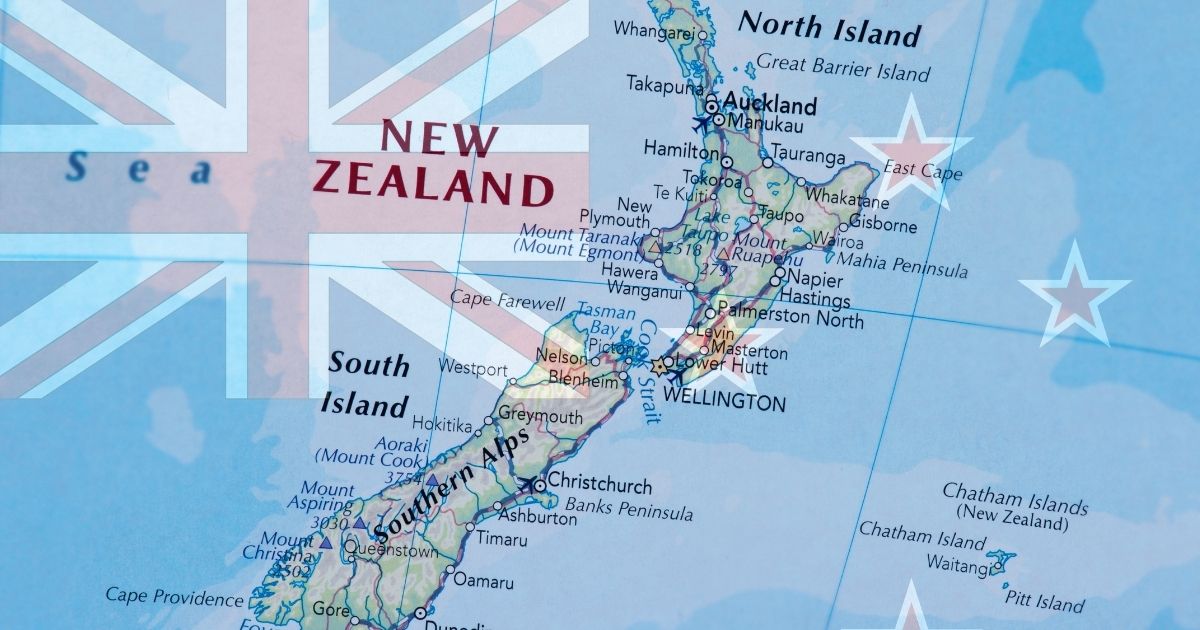 North Island
Whangarei
Great Barrier Island
Takapuna
Auckland
Manukau
Hamilton
Tauranga
East Cape
Tokoroa
Te Kuiti
Whakatane
New
Plymouth
Lake
Taupo
Taupo
Gisborne
Mount Taranaki
(Mount Egmont)
2518
Mount
Ruapehu
2797
Wairoa
Mahia Peninsula
Hawera
Wanganui
Napier
Hastings
Palmerston North
Levin
Masterton
Lower Hutt
WELLINGTON
Sea
NEW
ZEALAND
Cape Farewell
Tasman
Bay
Cook Strait
Picton
Nelson
Blenheim
South
Island
Westport
Greymouth
Hokitika
Aoraki
(Mount Cook)
3754
Southern Alps
Christchurch
Banks Peninsula
Mount
Aspiring
3030
Ashburton
Timaru
Mount
Christina
2502
Queenstown
Oamaru
Cape Providence
Gore
Chatham Islands
(New Zealand)
Chatham Island
Waitangi
Pitt Island